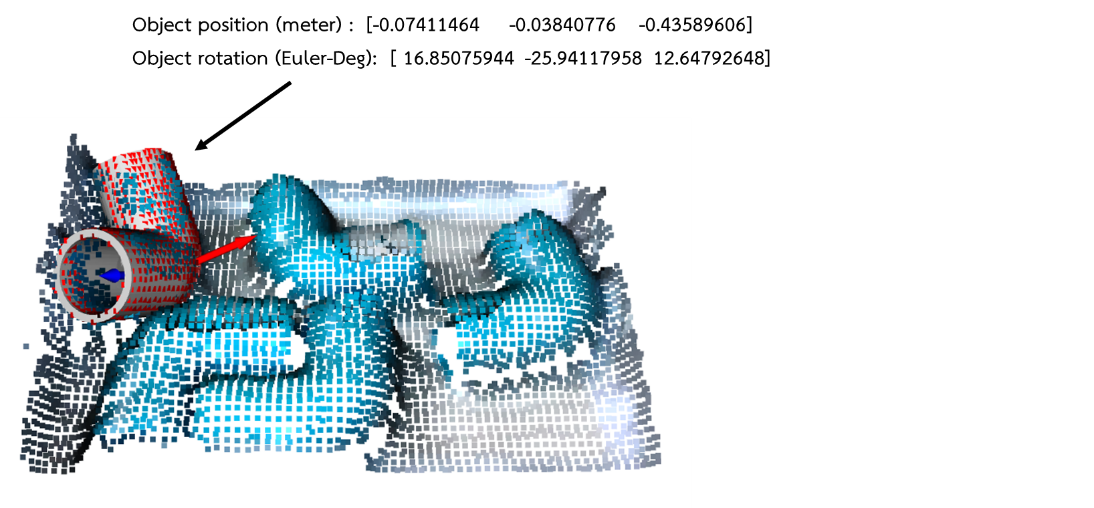 Object position (meter) : [-0.07411464 -0.03840776 -0.43589606]
Object rotation (Euler-Deg): [ 16.85075944 -25.94117958 12.64792648]